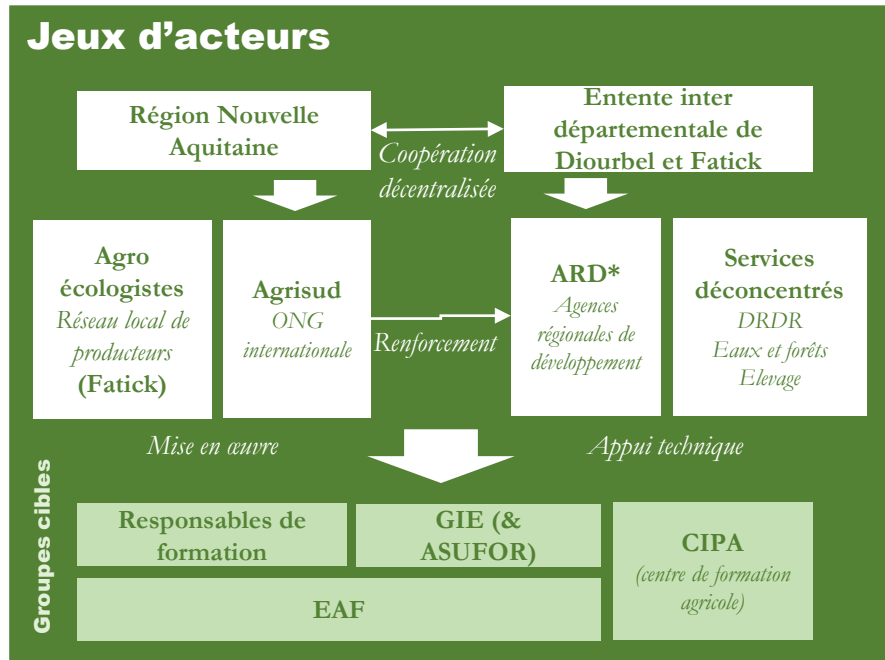 Jeux d'acteurs
Région Nouvelle
Aquitaine
Coopération
décentralisée
Entente inter
départementale de
Diourbel et Fatick
Agro
écologistes
Réseau local de
producteurs
(Fatick)
Agrisud
ONG
internationale
Renforcement
ARD*
Agences
régionales de
développement
Services
déconcentrés
DRDR
Eaux et forêts
Elevage
Mise en œuvre
Appui technique
Groupes cibles
Responsables de
formation
GIE (&
ASUFOR)
CIPA
(centre de formation
agricole)
EAF